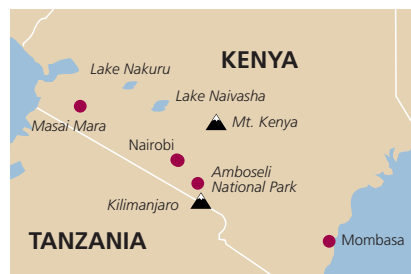 KENYA
Lake Nakuru
Lake Naivasha
Mt. Kenya
Masai Mara
Nairobi
Amboseli
National Park
Kilimanjaro
TANZANIA
Mombasa